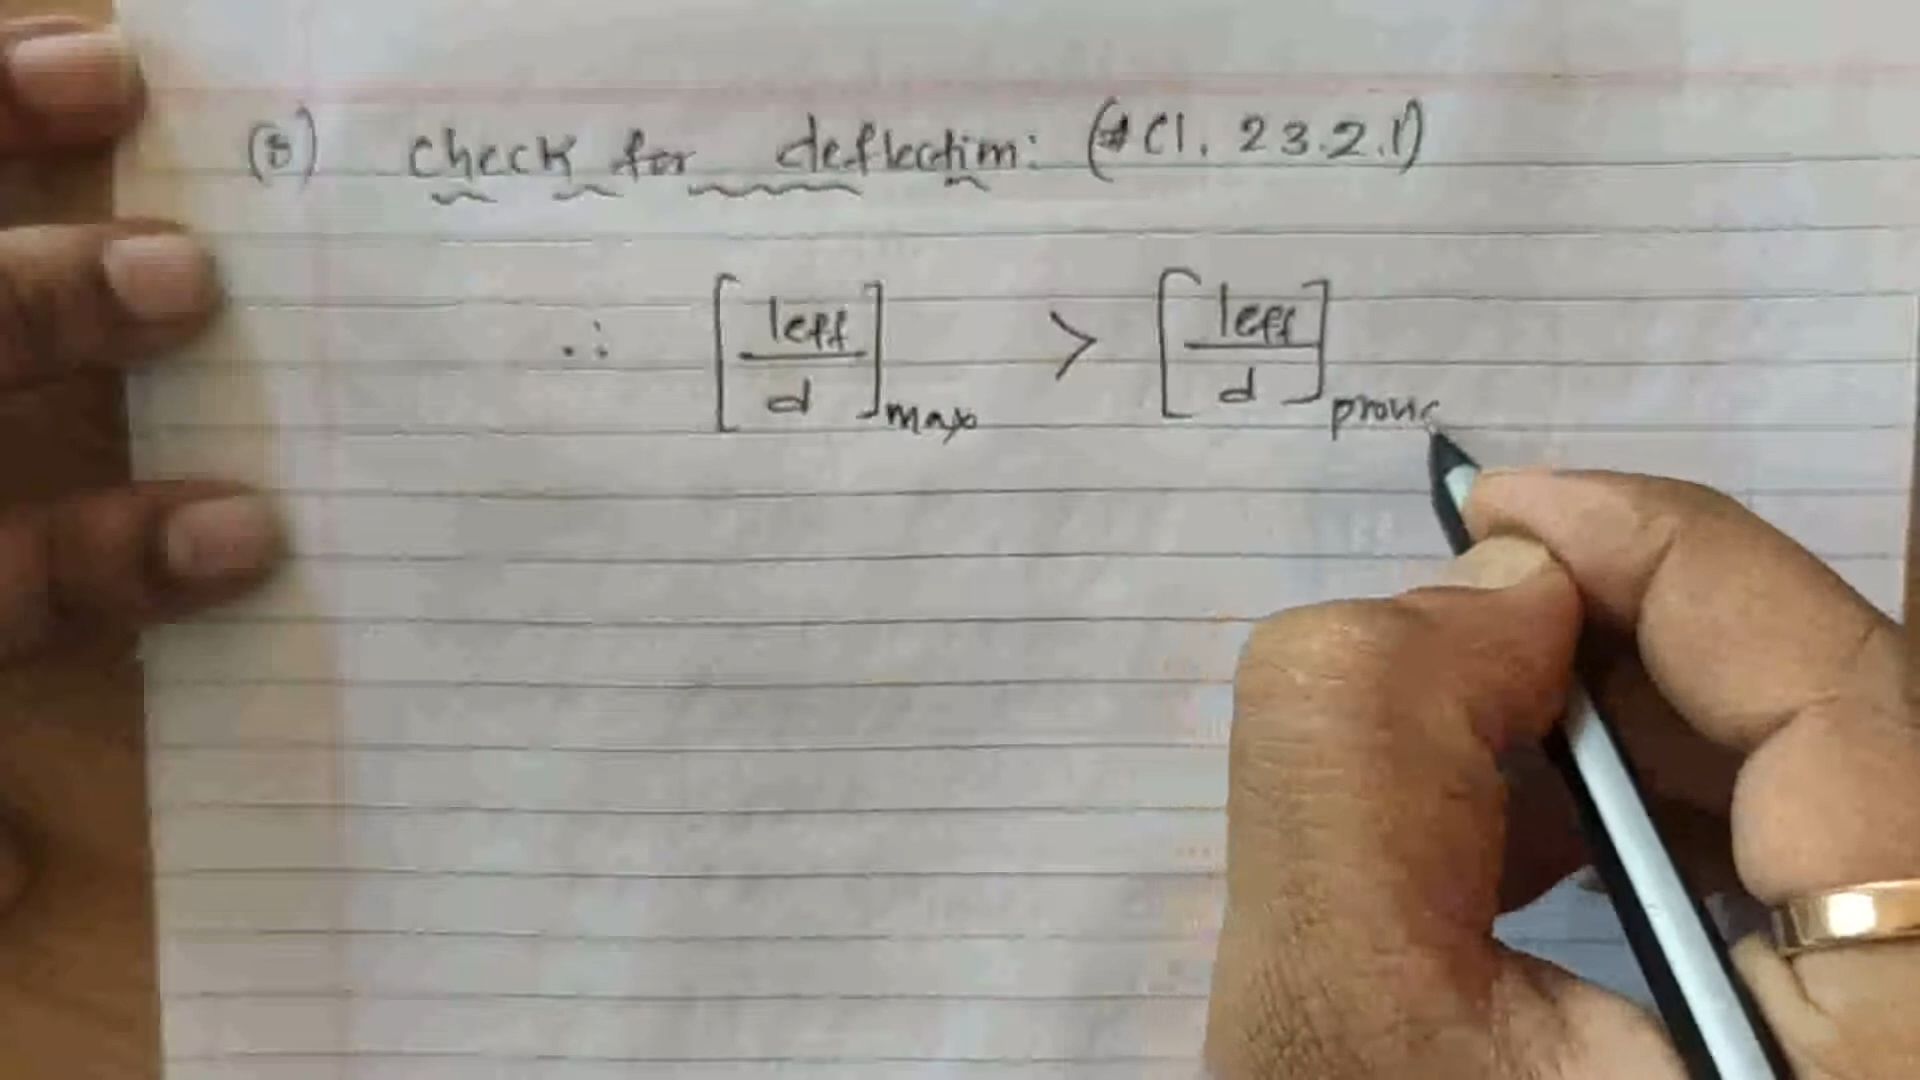 (8) Check for deflection: (# Cl. 23.2.1)
∴ [leff/d]max > [leff/d]provi